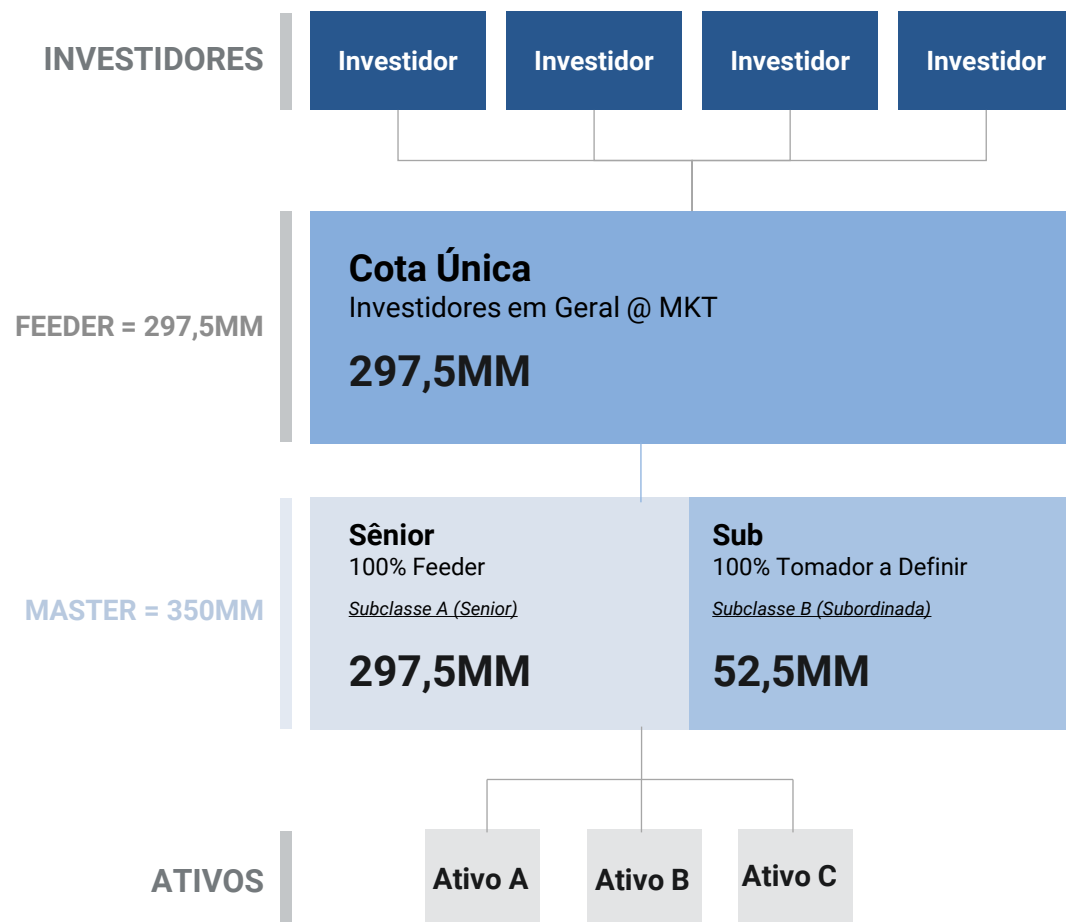 INVESTIDORES
Investidor
Investidor
Investidor
Investidor
FEEDER = 297,5MM
Cota Única
Investidores em Geral @ MKT
297,5MM
MASTER = 350MM
Sênior
100% Feeder
Subclasse A (Senior)
297,5MM
Sub
100% Tomador a Definir
Subclasse B (Subordinada)
52,5MM
ATIVOS
Ativo A
Ativo B
Ativo C